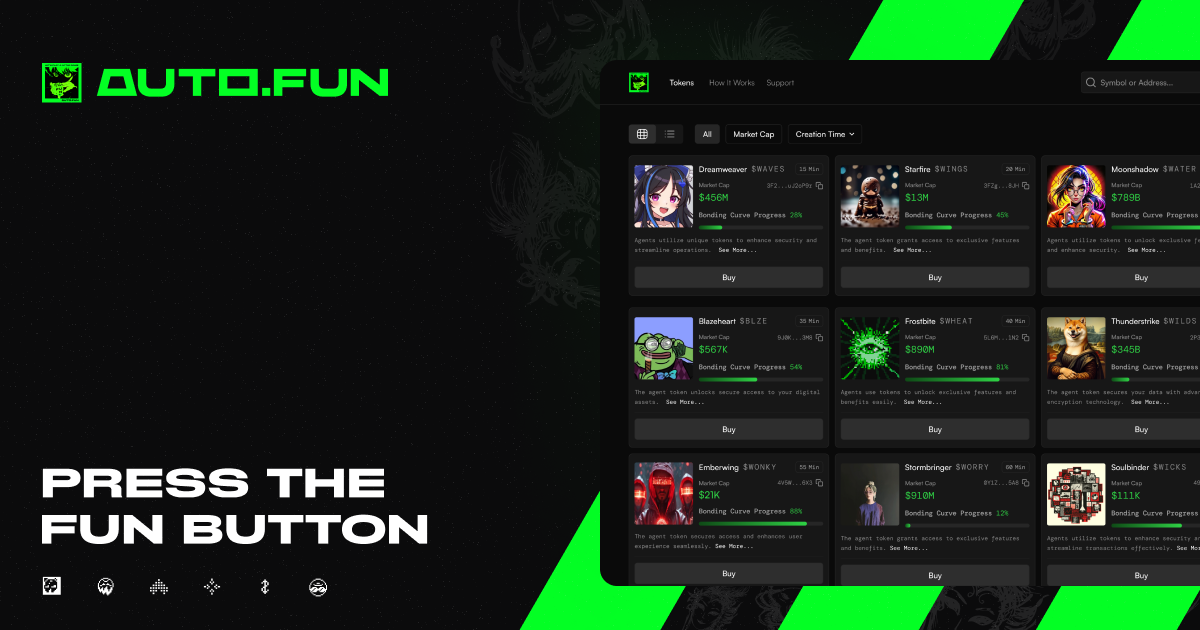 AUTO.FUN
PRESS THE
FUN BUTTON
Tokens How It Works Support
Symbol or Address...
All Market Cap Creation Time
Dreamweaver $WAVES 15 Min
Market Cap 3F2...uJ2oP9z
$456M
Bonding Curve Progress 28%
Agents utilize unique tokens to enhance security and
streamline operations. See More...
Buy
Starfire $WINGS 20 Min
Market Cap 3FZg...8JH
$13M
Bonding Curve Progress 45%
The agent token grants access to exclusive features
and benefits. See More...
Buy
Moonshadow $WATER
Market Cap
$789B
Bonding Curve Progress
Agents utilize tokens to unlock exclusive
and enhance security. See More...
Buy
Blazeheart $BLZE 35 Min
Market Cap 9J0K...3M8
$567K
Bonding Curve Progress 54%
The agent token unlocks secure access to your digital
assets. See More...
Buy
Frostbite $WHEAT 40 Min
Market Cap 5L6M...1N2
$890M
Bonding Curve Progress 81%
Agents use tokens to unlock exclusive features and
benefits easily. See More...
Buy
Thunderstrike $WILDS
Market Cap 2P3
$345B
Bonding Curve Progress
The agent token secures your data with
encryption technology. See More...
Buy
Emberwing $WONKY 55 Min
Market Cap 4V5W...6X3
$21K
Bonding Curve Progress 88%
The agent token secures access and enhances user
experience seamlessly. See More...
Buy
Stormbringer $WORRY 60 Min
Market Cap 8Y1Z...5A8
$910M
Bonding Curve Progress 12%
The agent token grants access to exclusive features
and benefits. See More...
Buy
Soulbinder $WICKS
Market Cap
$111K
Bonding Curve Progress
Agents utilize tokens to enhance security
streamline transactions effectively. See
Buy